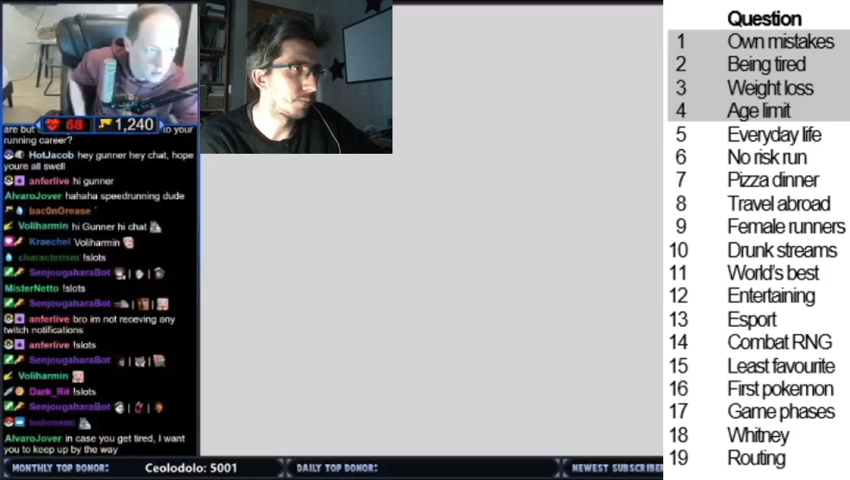 68
1,240
are but
to your
running career?
HotJacob hey gunner hey chat, hope
youre all swell
anferlive hi gunner
AlvaroJover hahaha speedrunning dude
bac0nGrease `
Voliharmin hi Gunner hi chat
Kraechel Voliharmin
characterism !slots
SenjougaharaBot | |
MisterNetto !slots
SenjougaharaBot | |
anferlive bro im not receving any
twitch notifications
anferlive !slots
SenjougaharaBot | |
Voliharmin
Dark_Rit !slots
SenjougaharaBot | |
bobosemi
AlvaroJover in case you get tired, I want
you to keep up by the way
MONTHLY TOP DONOR: Ceolodolo: 5001 DAILY TOP DONOR: NEWEST SUBSCRIBER
Question
1 Own mistakes
2 Being tired
3 Weight loss
4 Age limit
5 Everyday life
6 No risk run
7 Pizza dinner
8 Travel abroad
9 Female runners
10 Drunk streams
11 World's best
12 Entertaining
13 Esport
14 Combat RNG
15 Least favourite
16 First pokemon
17 Game phases
18 Whitney
19 Routing